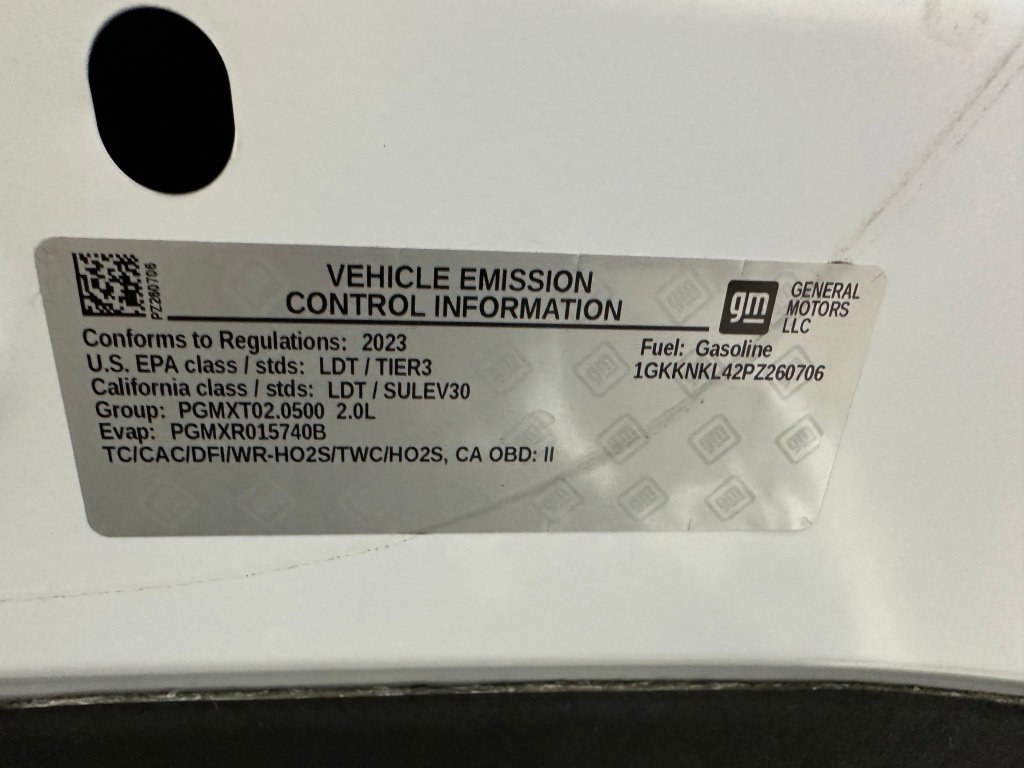 VEHICLE EMISSION
CONTROL INFORMATION
PZ260706
gm
GENERAL
MOTORS
LLC
Conforms to Regulations: 2023
U.S. EPA class / stds: LDT / TIER3
California class / stds: LDT / SULEV30
Group: PGMXT02.0500 2.0L
Evap: PGMXR015740B
TC/CAC/DFI/WR-HO2S/TWC/HO2S, CA OBD: II
Fuel: Gasoline
1GKKNKL42PZ260706